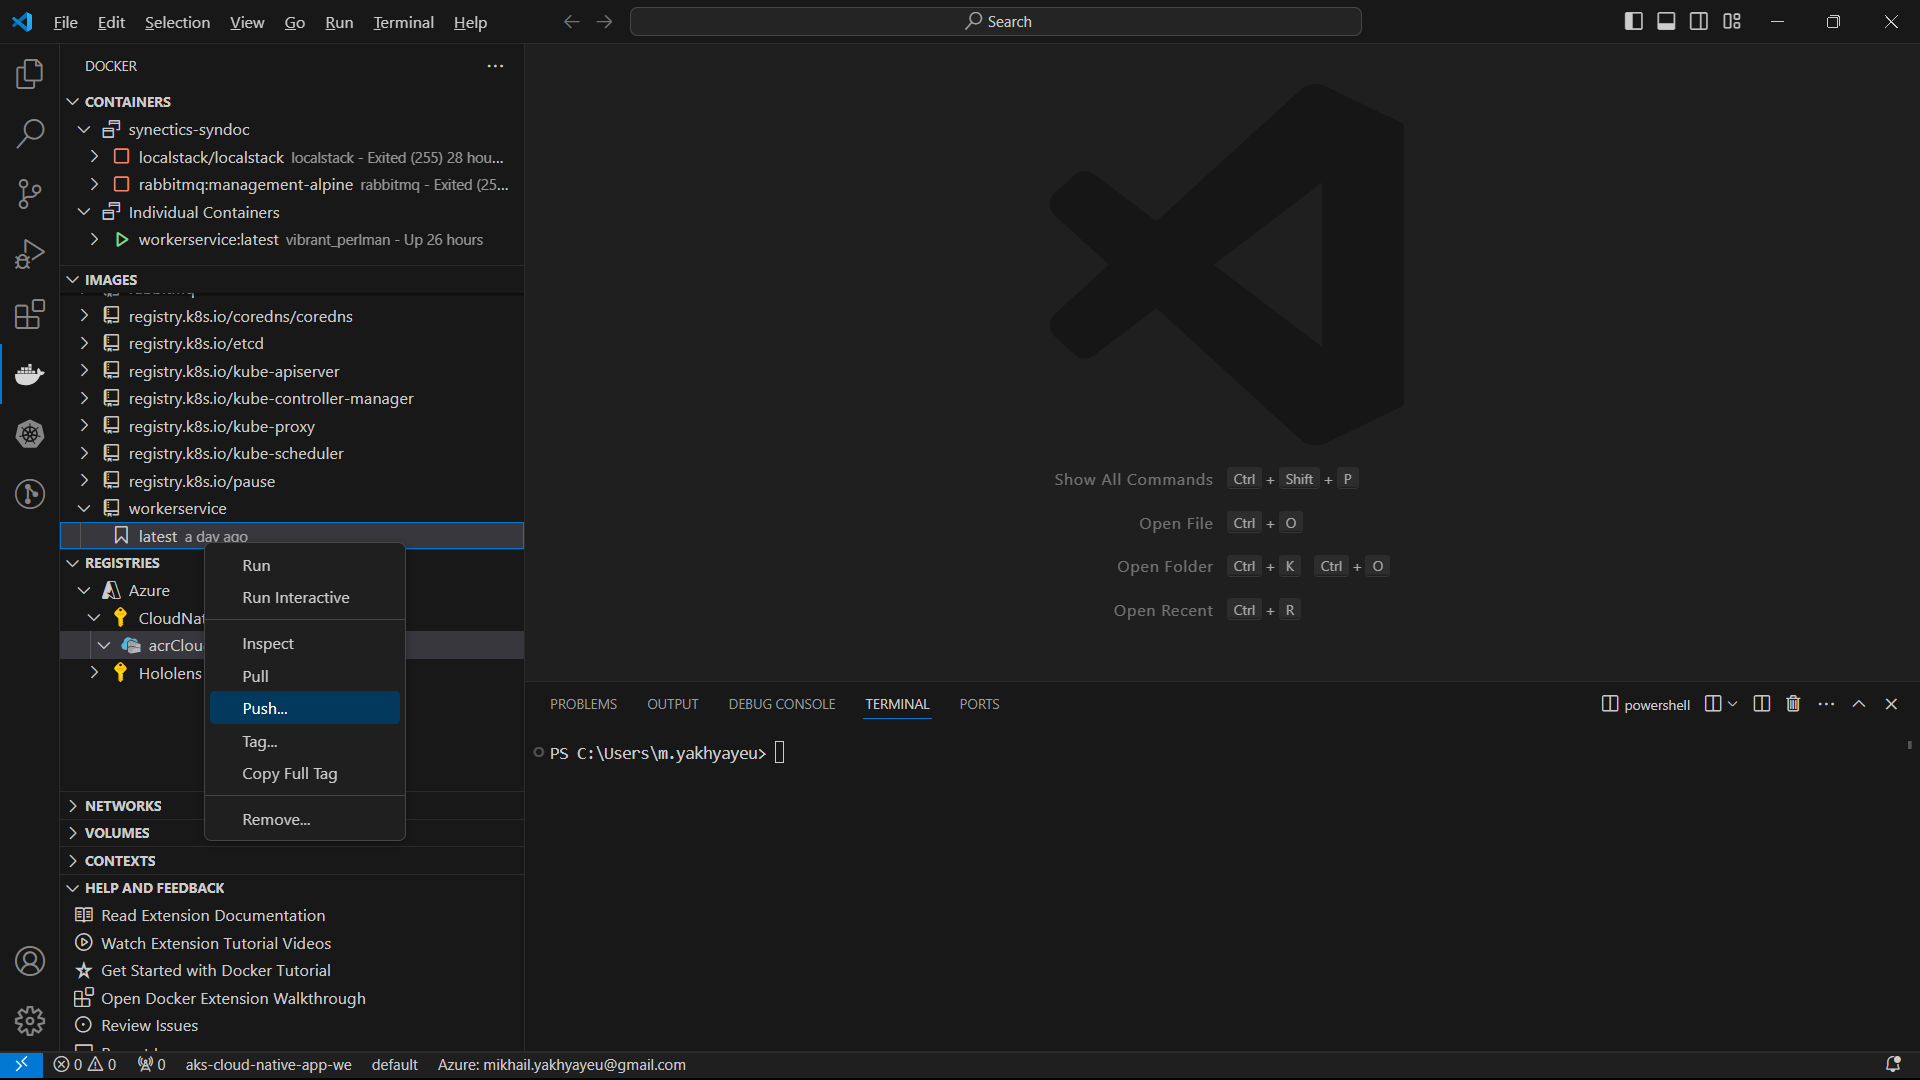 File Edit Selection View Go Run Terminal Help
Search
DOCKER
CONTAINERS
synectics-syndoc
localstack/localstack localstack - Exited (255) 28 hou...
rabbitmq:management-alpine rabbitmq - Exited (25...
Individual Containers
workerservice:latest vibrant_perlman - Up 26 hours
IMAGES
registry.k8s.io/coredns/coredns
registry.k8s.io/etcd
registry.k8s.io/kube-apiserver
registry.k8s.io/kube-controller-manager
registry.k8s.io/kube-proxy
registry.k8s.io/kube-scheduler
registry.k8s.io/pause
workerservice
latest a day ago
REGISTRIES
Azure
CloudNat
acrClou
Hololens
Run
Run Interactive
Inspect
Pull
Push...
Tag...
Copy Full Tag
Remove...
NETWORKS
VOLUMES
CONTEXTS
HELP AND FEEDBACK
Read Extension Documentation
Watch Extension Tutorial Videos
Get Started with Docker Tutorial
Open Docker Extension Walkthrough
Review Issues
Show All Commands Ctrl + Shift + P
Open File Ctrl + O
Open Folder Ctrl + K Ctrl + O
Open Recent Ctrl + R
PROBLEMS OUTPUT DEBUG CONSOLE TERMINAL PORTS
powershell
PS C:\Users\m.yakhyayeu>
0 0 0 aks-cloud-native-app-we default Azure: mikhail.yakhyayeu@gmail.com